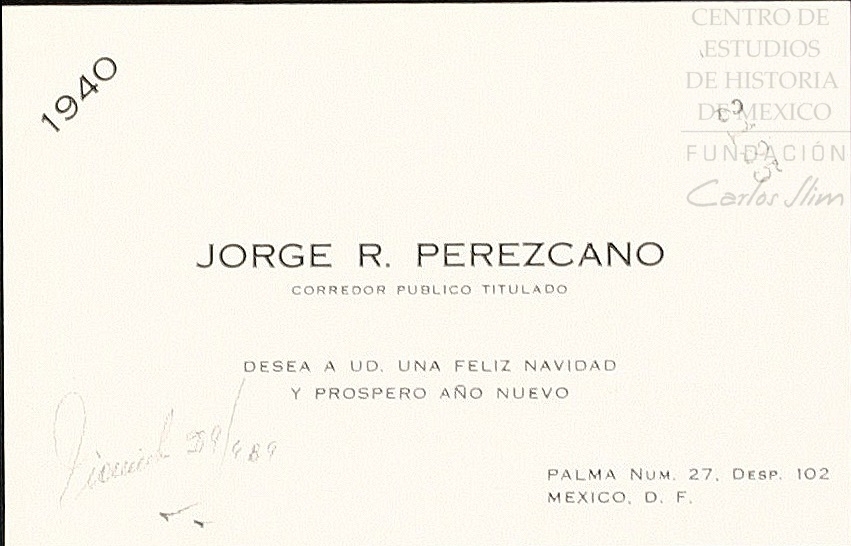 1940
CENTRO DE
ESTUDIOS
DE HISTORIA
DE MEXICO
FUNDACIÓN
Carlos Slim
JORGE R. PEREZCANO
CORREDOR PUBLICO TITULADO
DESEA A UD. UNA FELIZ NAVIDAD
Y PROSPERO AÑO NUEVO
PALMA NUM. 27, DESP. 102
MEXICO, D. F.